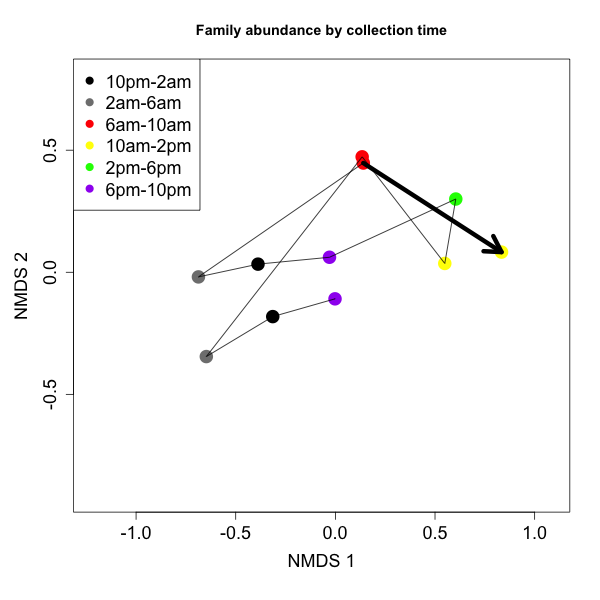 Family abundance by collection time
10pm-2am
2am-6am
6am-10am
10am-2pm
2pm-6pm
6pm-10pm
0.5
0.0
-0.5
NMDS 2
-1.0 -0.5 0.0 0.5 1.0
NMDS 1